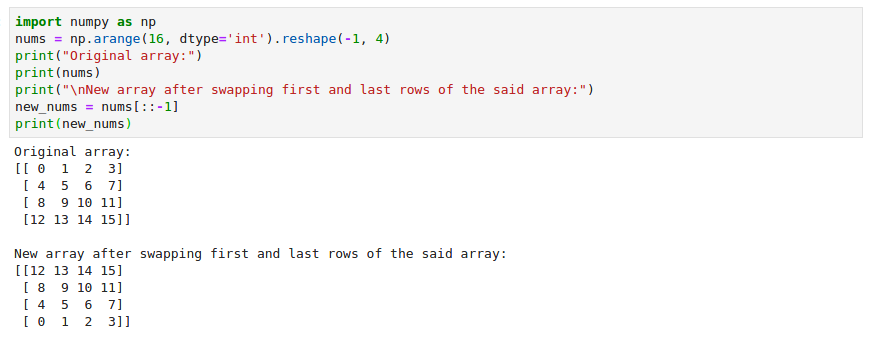 import numpy as np
nums = np.arange(16, dtype='int').reshape(-1, 4)
print("Original array:")
print(nums)
print("\nNew array after swapping first and last rows of the said array:")
new_nums = nums[::-1]
print(new_nums)
Original array:
[[ 0  1  2  3]
 [ 4  5  6  7]
 [ 8  9 10 11]
 [12 13 14 15]]
New array after swapping first and last rows of the said array:
[[12 13 14 15]
 [ 8  9 10 11]
 [ 4  5  6  7]
 [ 0  1  2  3]]